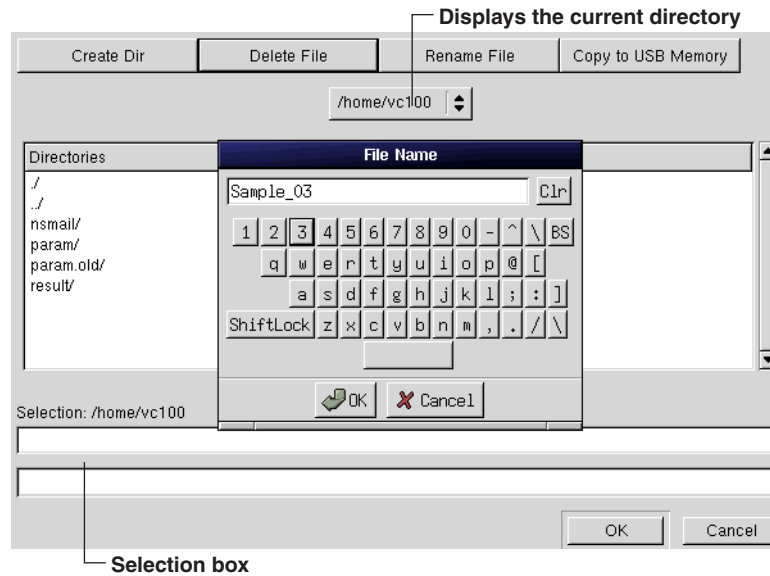 Displays the current directory
Create Dir Delete File Rename File Copy to USB Memory
/home/vc100
Directories
./
../
nsmail/
param/
param.old/
result/
File Name
Sample_03 Clr
1 2 3 4 5 6 7 8 9 0 - ^ \ BS
q w e r t y u i o p @ [
a s d f g h j k l ; : ]
ShiftLock z x c v b n m , . / \
OK Cancel
Selection: /home/vc100
OK Cancel
Selection box